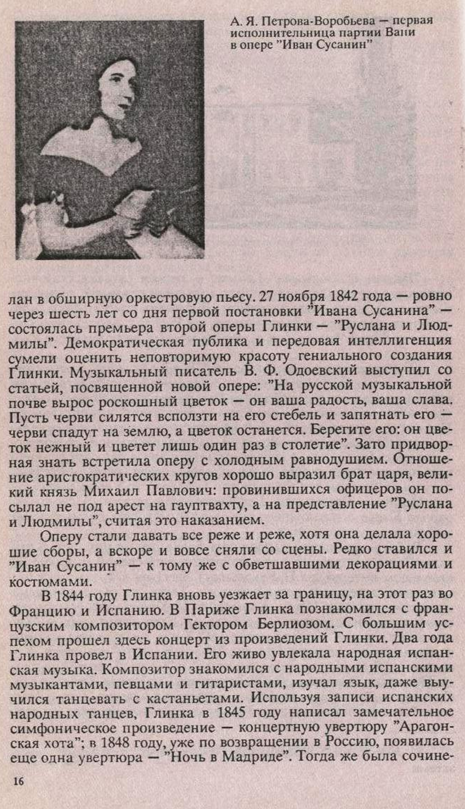 А. Я. Петрова-Воробьева — первая
исполнительница партии Вани
в опере "Иван Сусанин"
лан в обширную оркестровую пьесу. 27 ноября 1842 года — ровно
через шесть лет со дня первой постановки "Ивана Сусанина" —
состоялась премьера второй оперы Глинки — "Руслана и Люд-
милы". Демократическая публика и передовая интеллигенция
сумели оценить неповторимую красоту гениального создания
Глинки. Музыкальный писатель В. Ф. Одоевский выступил со
статьей, посвященной новой опере: "На русской музыкальной
почве вырос роскошный цветок — он ваша радость, ваша слава.
Пусть черви силятся всползти на его стебель и запятнать его —
черви спадут на землю, а цветок останется. Берегите его: он цве-
ток нежный и цветет лишь один раз в столетие". Зато придвор-
ная знать встретила оперу с холодным равнодушием. Отноше-
ние аристократических кругов хорошо выразил брат царя, вели-
кий князь Михаил Павлович: провинившихся офицеров он по-
сылал не под арест на гауптвахту, а на представление "Руслана
и Людмилы", считая это наказанием.
Оперу стали давать все реже и реже, хотя она делала хоро-
шие сборы, а вскоре и вовсе сняли со сцены. Редко ставился и
"Иван Сусанин" — к тому же с обветшавшими декорациями и
костюмами.
В 1844 году Глинка вновь уезжает за границу, на этот раз во
Францию и Испанию. В Париже Глинка познакомился с фран-
цузским композитором Гектором Берлиозом. С большим ус-
пехом прошел здесь концерт из произведений Глинки. Два года
Глинка провел в Испании. Его живо увлекала народная испан-
ская музыка. Композитор знакомился с народными испанскими
музыкантами, певцами и гитаристами, изучал язык, даже выу-
чился танцевать с кастаньетами. Используя записи испанских
народных танцев, Глинка в 1845 году написал замечательное
симфоническое произведение — концертную увертюру "Арагон-
ская хота"; в 1848 году, уже по возвращении в Россию, появилась
еще одна увертюра — "Ночь в Мадриде". Тогда же была сочине-
16